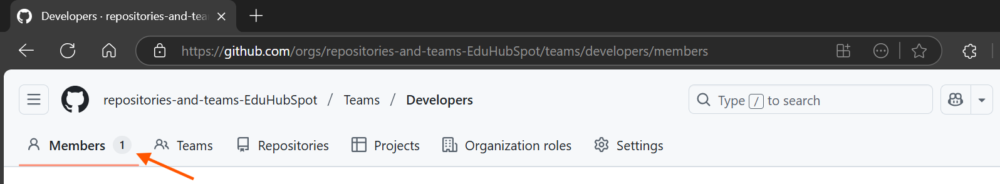 Developers · repositories-and-tea
https://github.com/orgs/repositories-and-teams-EduHubSpot/teams/developers/members
repositories-and-teams-EduHubSpot / Teams / Developers
Type / to search
Members 1 Teams Repositories Projects Organization roles Settings